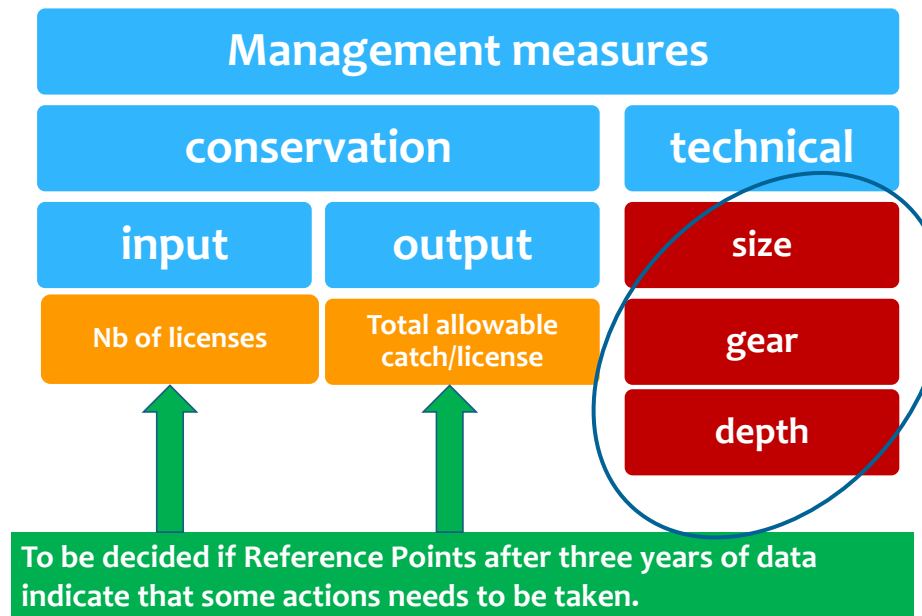 Management measures
conservation
technical
input
output
size
Nb of licenses
Total allowable
catch/license
gear
depth
To be decided if Reference Points after three years of data
indicate that some actions needs to be taken.